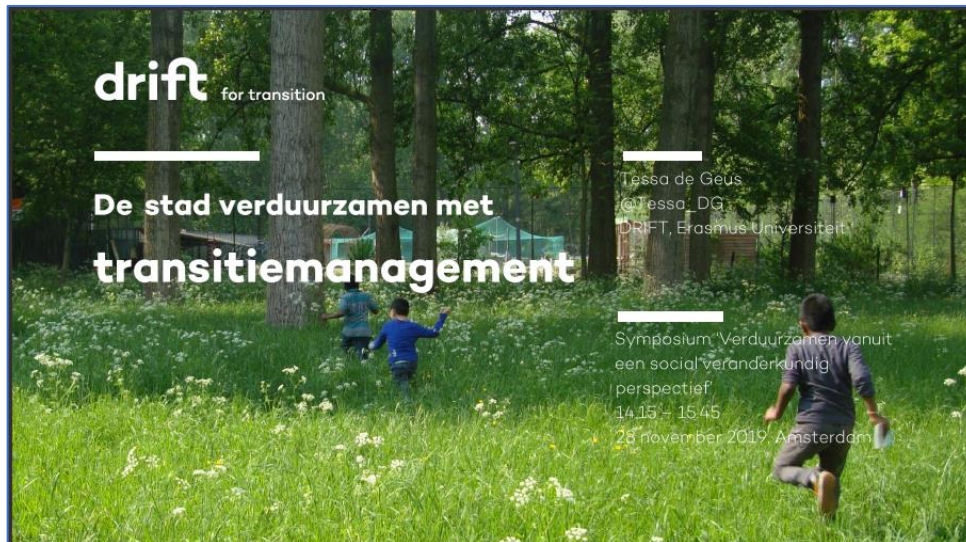 drift for transition
De stad verduurzamen met
transitiemanagement
Tessa de Geus
@Tessa_DG
DRIFT, Erasmus Universiteit
Symposium 'Verduurzamen vanuit
een social veranderkundig
perspectief'
14.15 – 15.45
28 november 2019, Amsterdam